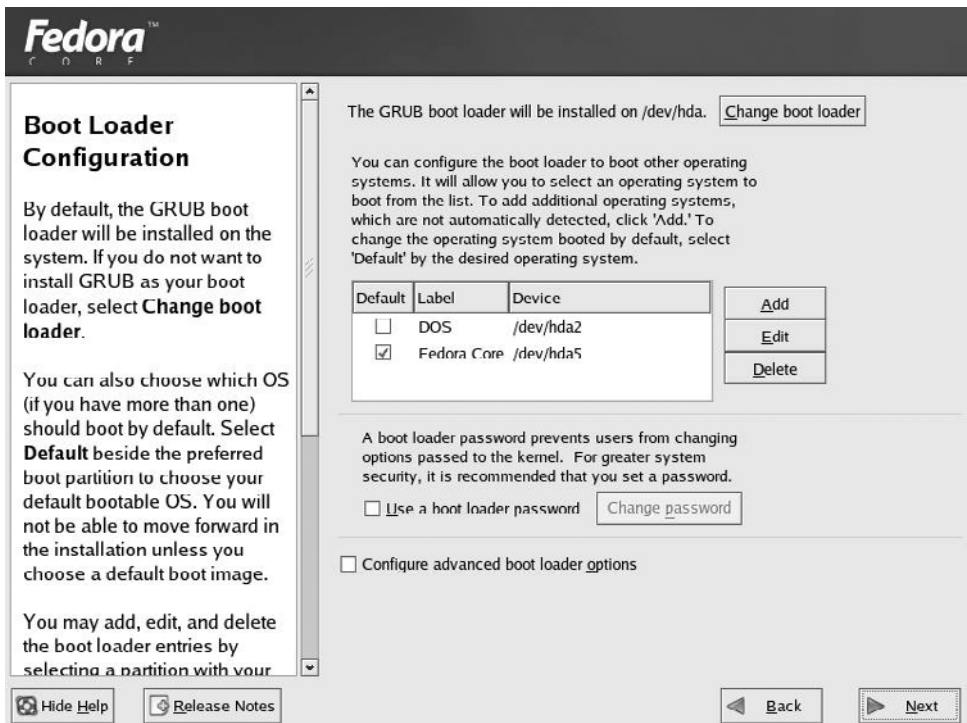 Fedora™
CORE
Boot Loader
Configuration
By default, the GRUB boot
loader will be installed on the
system. If you do not want to
install GRUB as your boot
loader, select Change boot
loader.
You can also choose which OS
(if you have more than one)
should boot by default. Select
Default beside the preferred
boot partition to choose your
default bootable OS. You will
not be able to move forward in
the installation unless you
choose a default boot image.
You may add, edit, and delete
the boot loader entries by
selecting a partition with your
The GRUB boot loader will be installed on /dev/hda. Change boot loader
You can configure the boot loader to boot other operating
systems. It will allow you to select an operating system to
boot from the list. To add additional operating systems,
which are not automatically detected, click 'Add.' To
change the operating system booted by default, select
'Default' by the desired operating system.
Default Label Device
DOS /dev/hda2
Fedora Core /dev/hda5
Add
Edit
Delete
A boot loader password prevents users from changing
options passed to the kernel. For greater system
security, it is recommended that you set a password.
Use a boot loader password Change password
Configure advanced boot loader options
Hide Help Release Notes Back Next